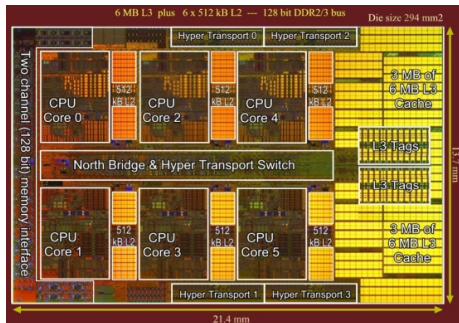 6 MB L3 plus 6 x 512 kB L2 --- 128 bit DDR2/3 bus
Die size 294 mm2
Hyper Transport 0
Hyper Transport 2
Two channel (128 bit) memory interface
CPU
Core 0
512
kB L2
CPU
Core 2
512
kB L2
CPU
Core 4
512
kB L2
3 MB of
6 MB L3
Cache
L3 Tags
North Bridge & Hyper Transport Switch
L3 Tags
13.7 mm
CPU
Core 1
512
kB L2
CPU
Core 3
512
kB L2
CPU
Core 5
512
kB L2
3 MB of
6 MB L3
Cache
Hyper Transport 1
Hyper Transport 3
21.4 mm